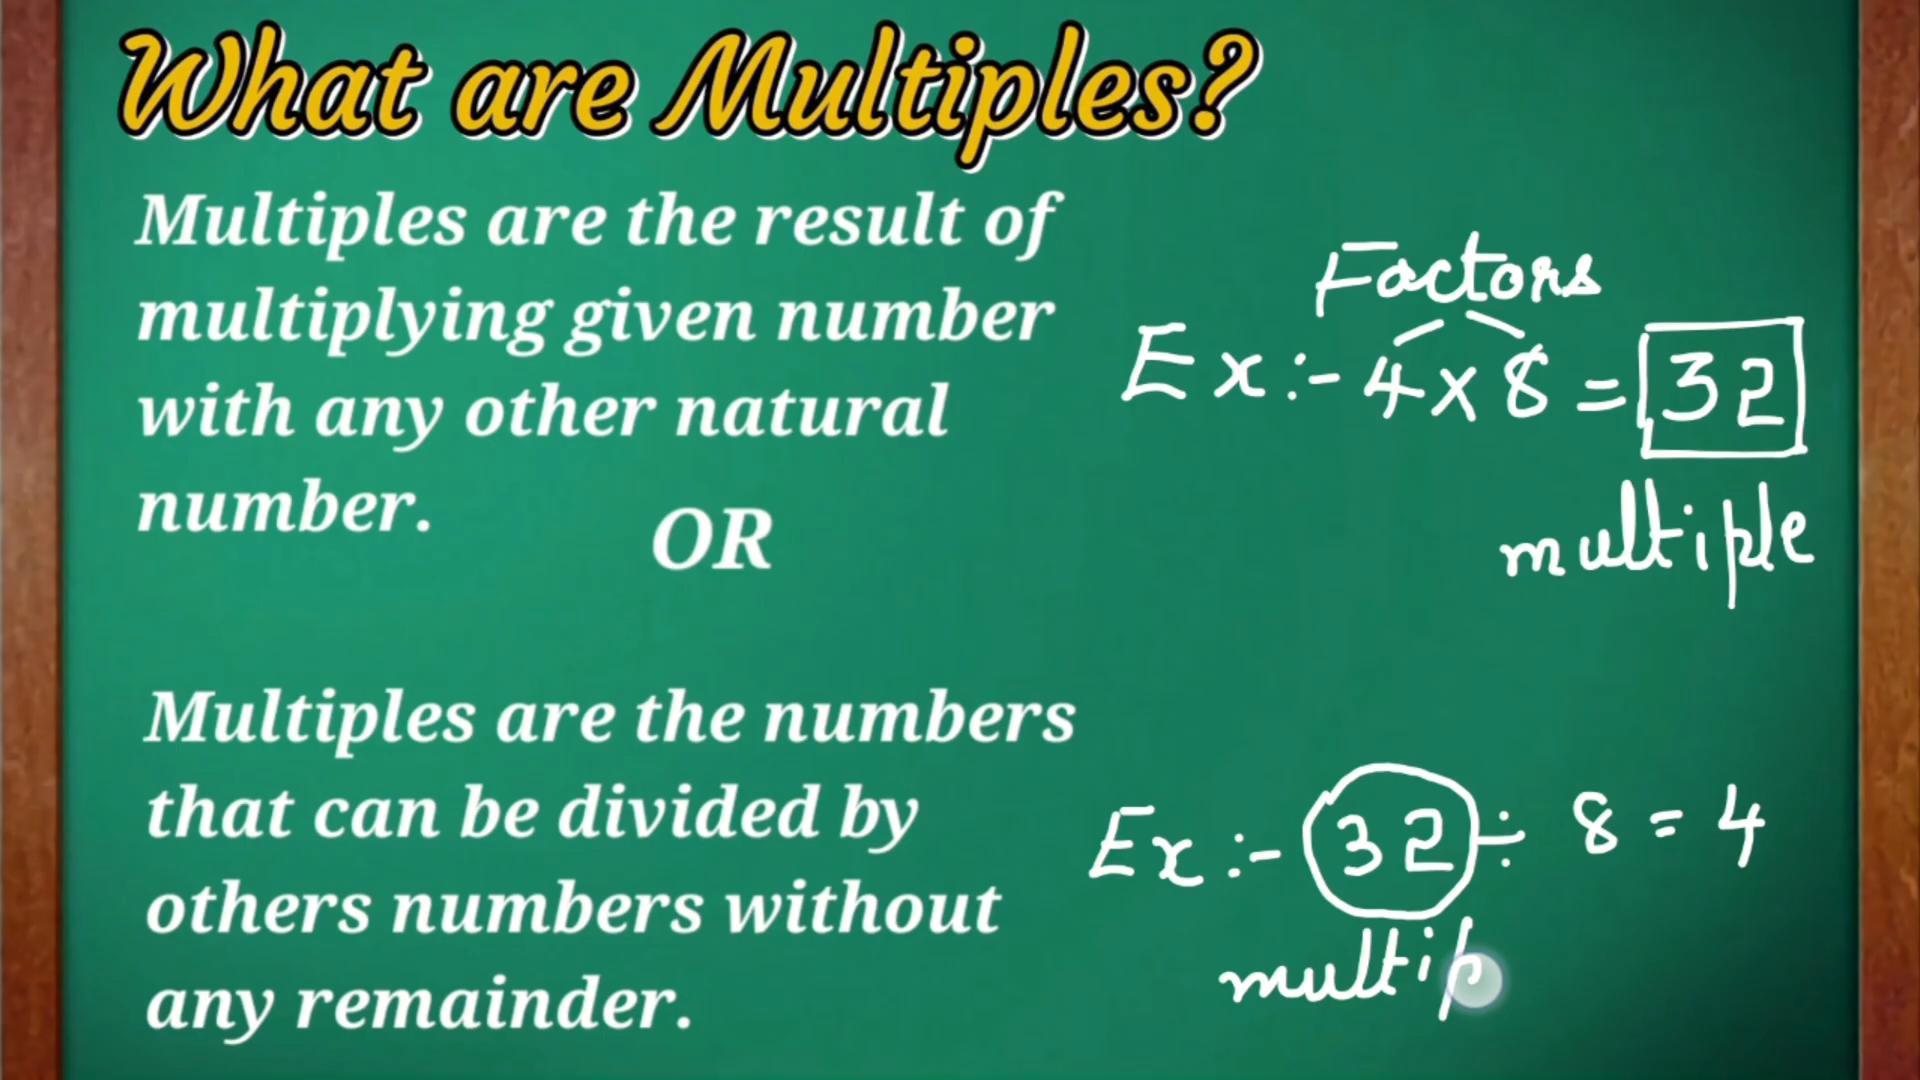 What are Multiples?
Multiples are the result of
multiplying given number
with any other natural
number.
OR
Multiples are the numbers
that can be divided by
others numbers without
any remainder.
Factors
Ex:- 4x8 = 32
multiple
Ex:- 32 ÷ 8 = 4
multip